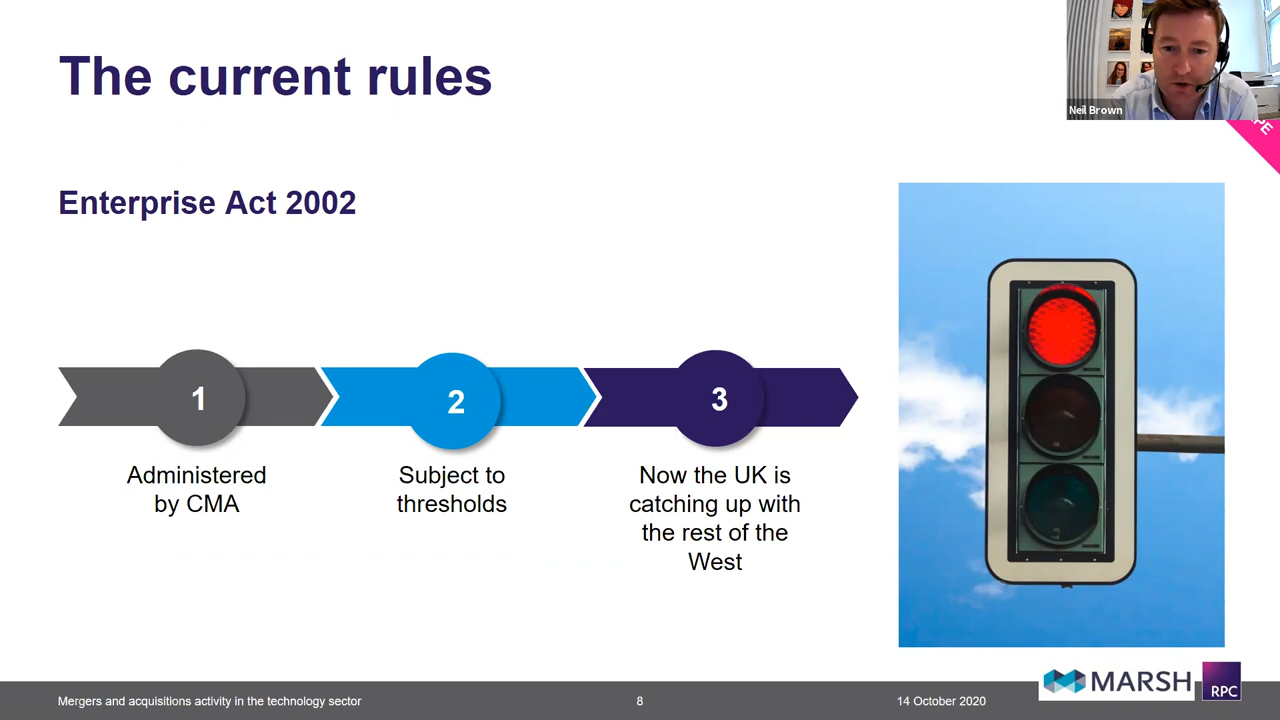 The current rules
Neil Brown
PE
Enterprise Act 2002
1
2
3
Administered
by CMA
Subject to
thresholds
Now the UK is
catching up with
the rest of the
West
Mergers and acquisitions activity in the technology sector
8
14 October 2020
MARSH
RPC